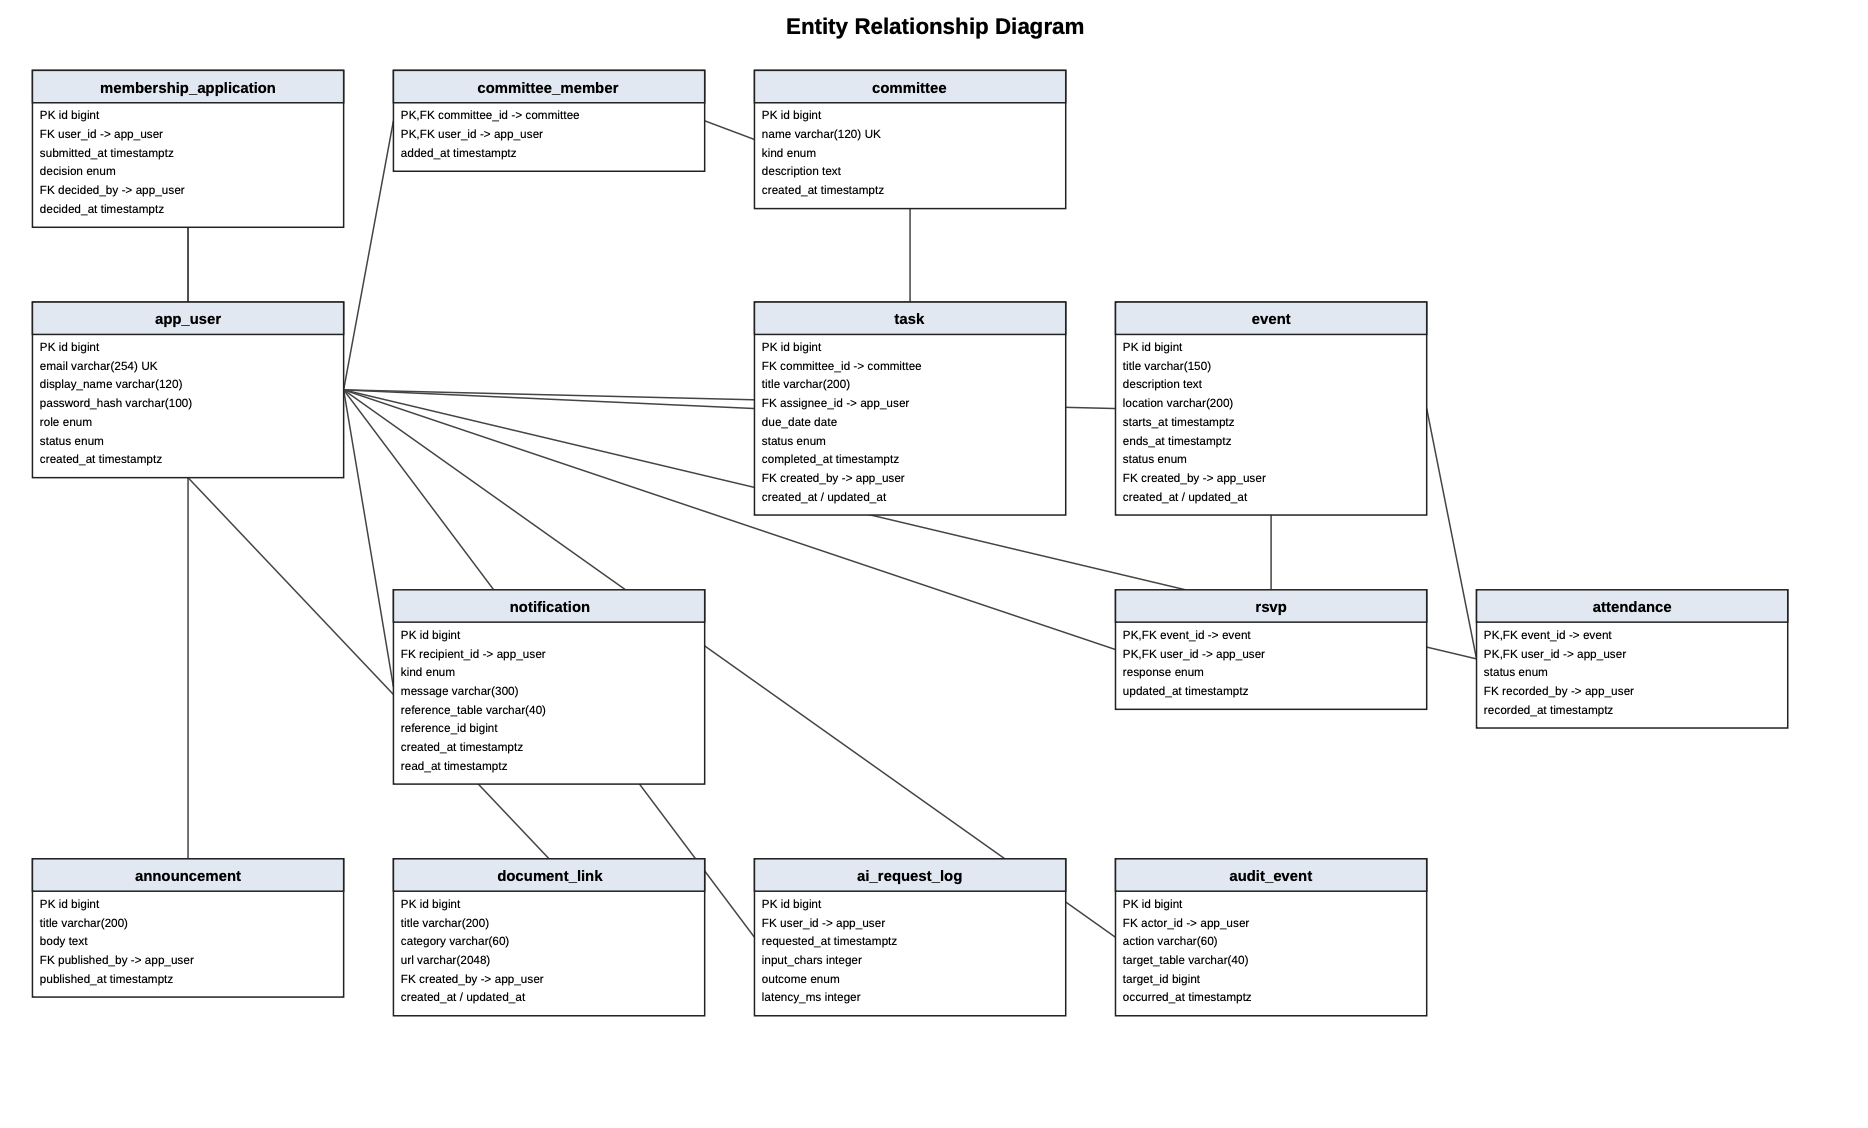 Entity Relationship Diagram
membership_application
PK id bigint
FK user_id -> app_user
submitted_at timestamptz
decision enum
FK decided_by -> app_user
decided_at timestamptz
committee_member
PK,FK committee_id -> committee
PK,FK user_id -> app_user
added_at timestamptz
committee
PK id bigint
name varchar(120) UK
kind enum
description text
created_at timestamptz
app_user
PK id bigint
email varchar(254) UK
display_name varchar(120)
password_hash varchar(100)
role enum
status enum
created_at timestamptz
task
PK id bigint
FK committee_id -> committee
title varchar(200)
FK assignee_id -> app_user
due_date date
status enum
completed_at timestamptz
FK created_by -> app_user
created_at / updated_at
event
PK id bigint
title varchar(150)
description text
location varchar(200)
starts_at timestamptz
ends_at timestamptz
status enum
FK created_by -> app_user
created_at / updated_at
notification
PK id bigint
FK recipient_id -> app_user
kind enum
message varchar(300)
reference_table varchar(40)
reference_id bigint
created_at timestamptz
read_at timestamptz
rsvp
PK,FK event_id -> event
PK,FK user_id -> app_user
response enum
updated_at timestamptz
attendance
PK,FK event_id -> event
PK,FK user_id -> app_user
status enum
FK recorded_by -> app_user
recorded_at timestamptz
announcement
PK id bigint
title varchar(200)
body text
FK published_by -> app_user
published_at timestamptz
document_link
PK id bigint
title varchar(200)
category varchar(60)
url varchar(2048)
FK created_by -> app_user
created_at / updated_at
ai_request_log
PK id bigint
FK user_id -> app_user
requested_at timestamptz
input_chars integer
outcome enum
latency_ms integer
audit_event
PK id bigint
FK actor_id -> app_user
action varchar(60)
target_table varchar(40)
target_id bigint
occurred_at timestamptz